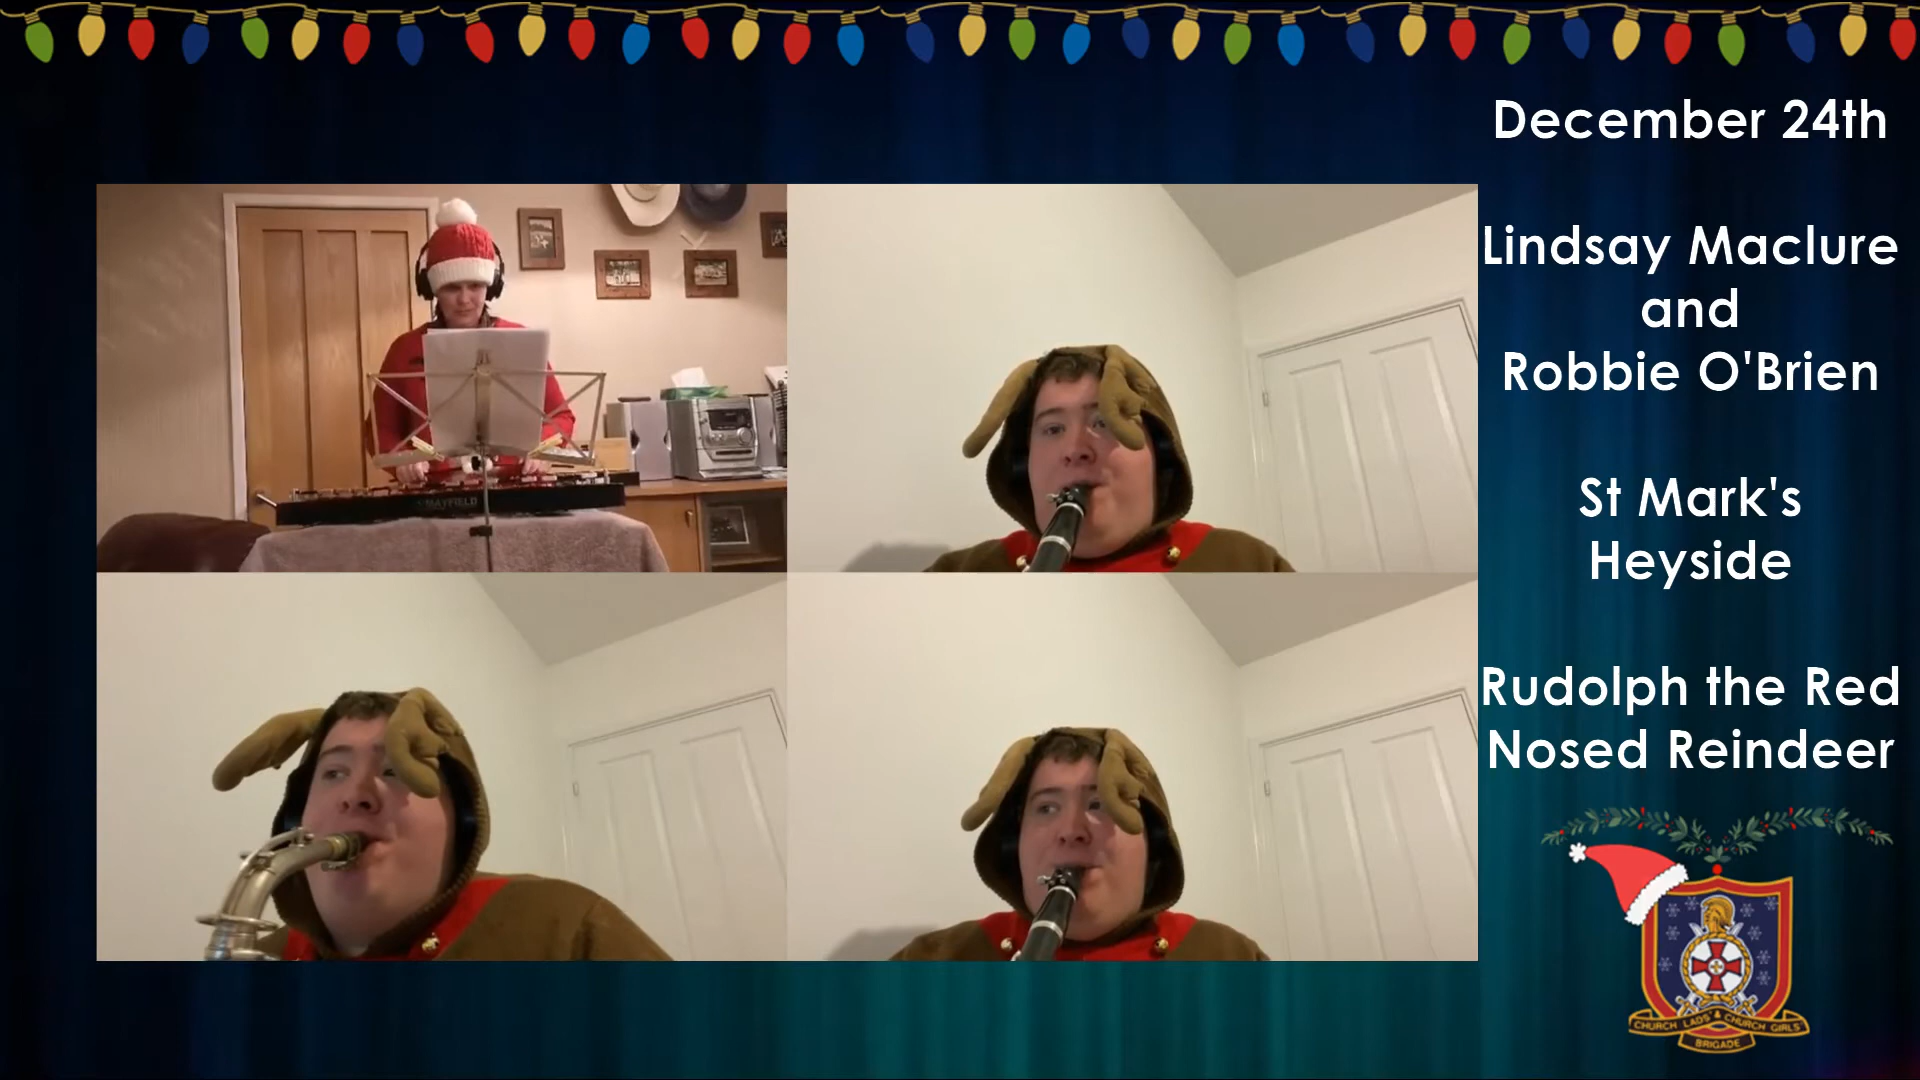 December 24th
Lindsay Maclure
and
Robbie O'Brien
St Mark's
Heyside
Rudolph the Red
Nosed Reindeer
MAYFIELD
CHURCH LADS' & CHURCH GIRLS'
BRIGADE